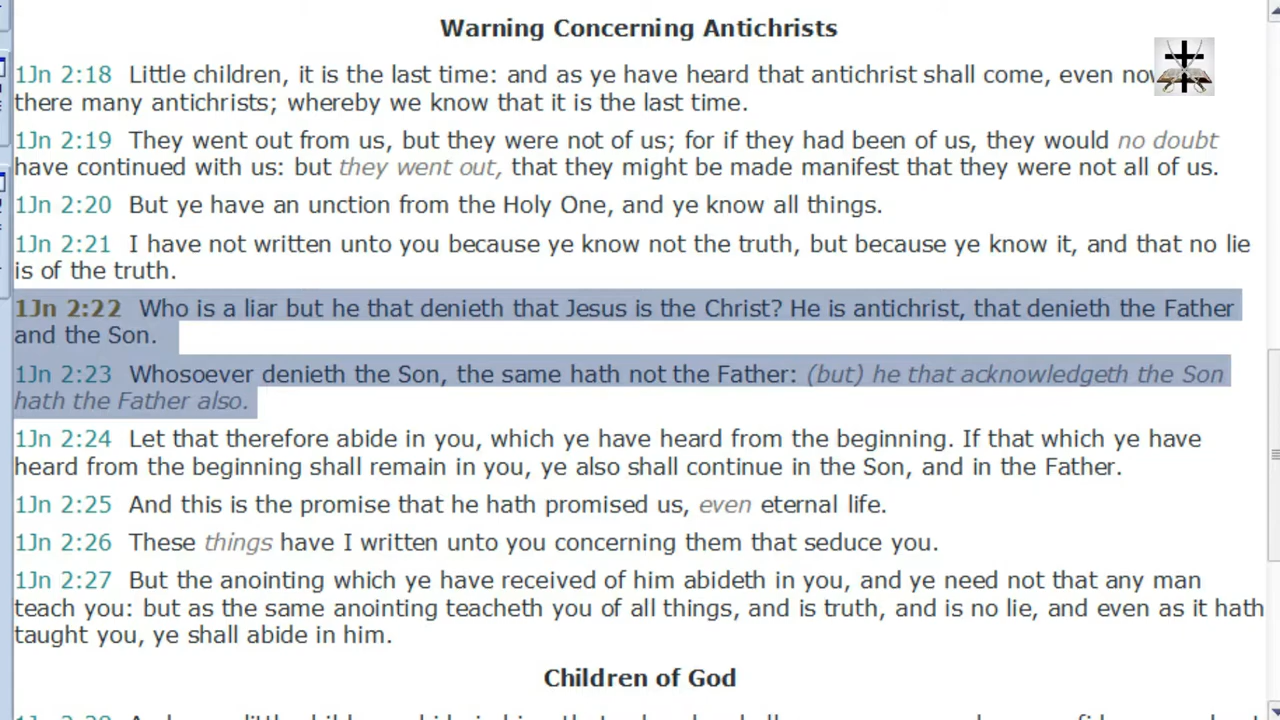 Warning Concerning Antichrists
1Jn 2:18 Little children, it is the last time: and as ye have heard that antichrist shall come, even now
there many antichrists; whereby we know that it is the last time.
1Jn 2:19 They went out from us, but they were not of us; for if they had been of us, they would no doubt
have continued with us: but they went out, that they might be made manifest that they were not all of us.
1Jn 2:20 But ye have an unction from the Holy One, and ye know all things.
1Jn 2:21 I have not written unto you because ye know not the truth, but because ye know it, and that no lie
is of the truth.
1Jn 2:22 Who is a liar but he that denieth that Jesus is the Christ? He is antichrist, that denieth the Father
and the Son.
1Jn 2:23 Whosoever denieth the Son, the same hath not the Father: (but) he that acknowledgeth the Son
hath the Father also.
1Jn 2:24 Let that therefore abide in you, which ye have heard from the beginning. If that which ye have
heard from the beginning shall remain in you, ye also shall continue in the Son, and in the Father.
1Jn 2:25 And this is the promise that he hath promised us, even eternal life.
1Jn 2:26 These things have I written unto you concerning them that seduce you.
1Jn 2:27 But the anointing which ye have received of him abideth in you, and ye need not that any man
teach you: but as the same anointing teacheth you of all things, and is truth, and is no lie, and even as it hath
taught you, ye shall abide in him.
Children of God